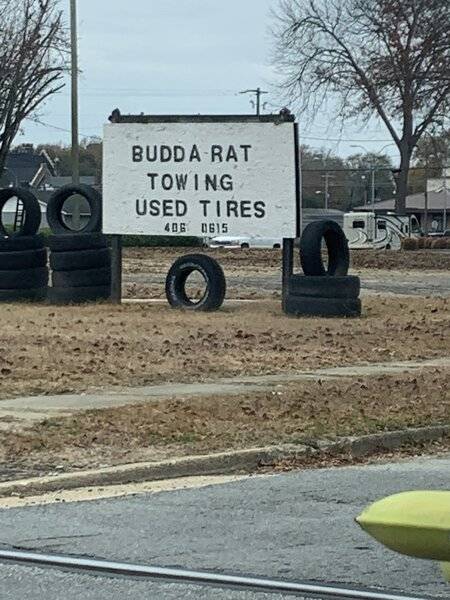 BUDDA-RAT
TOWING
USED TIRES
406 0615